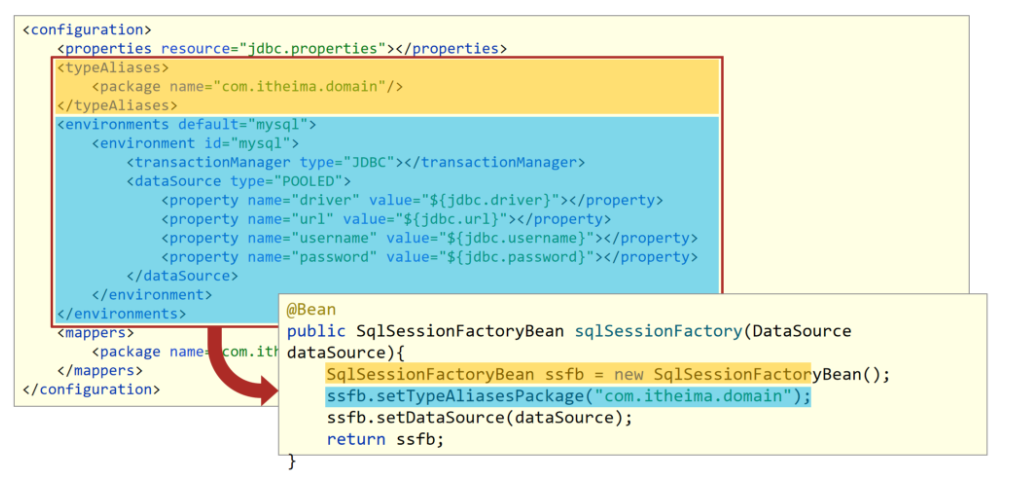 <configuration>
<properties resource="jdbc.properties"></properties>
<typeAliases>
<package name="com.itheima.domain"/>
</typeAliases>
<environments default="mysql">
<environment id="mysql">
<transactionManager type="JDBC"></transactionManager>
<dataSource type="POOLED">
<property name="driver" value="${jdbc.driver}"></property>
<property name="url" value="${jdbc.url}"></property>
<property name="username" value="${jdbc.username}"></property>
<property name="password" value="${jdbc.password}"></property>
</dataSource>
</environment>
</environments>
<mappers>
<package name= com.ith
</mappers>
</configuration>
@Bean
public SqlSessionFactoryBean sqlSessionFactory(DataSource
dataSource){
SqlSessionFactoryBean ssfb = new SqlSessionFactoryBean();
ssfb.setTypeAliasesPackage("com.itheima.domain");
ssfb.setDataSource(dataSource);
return ssfb;
}